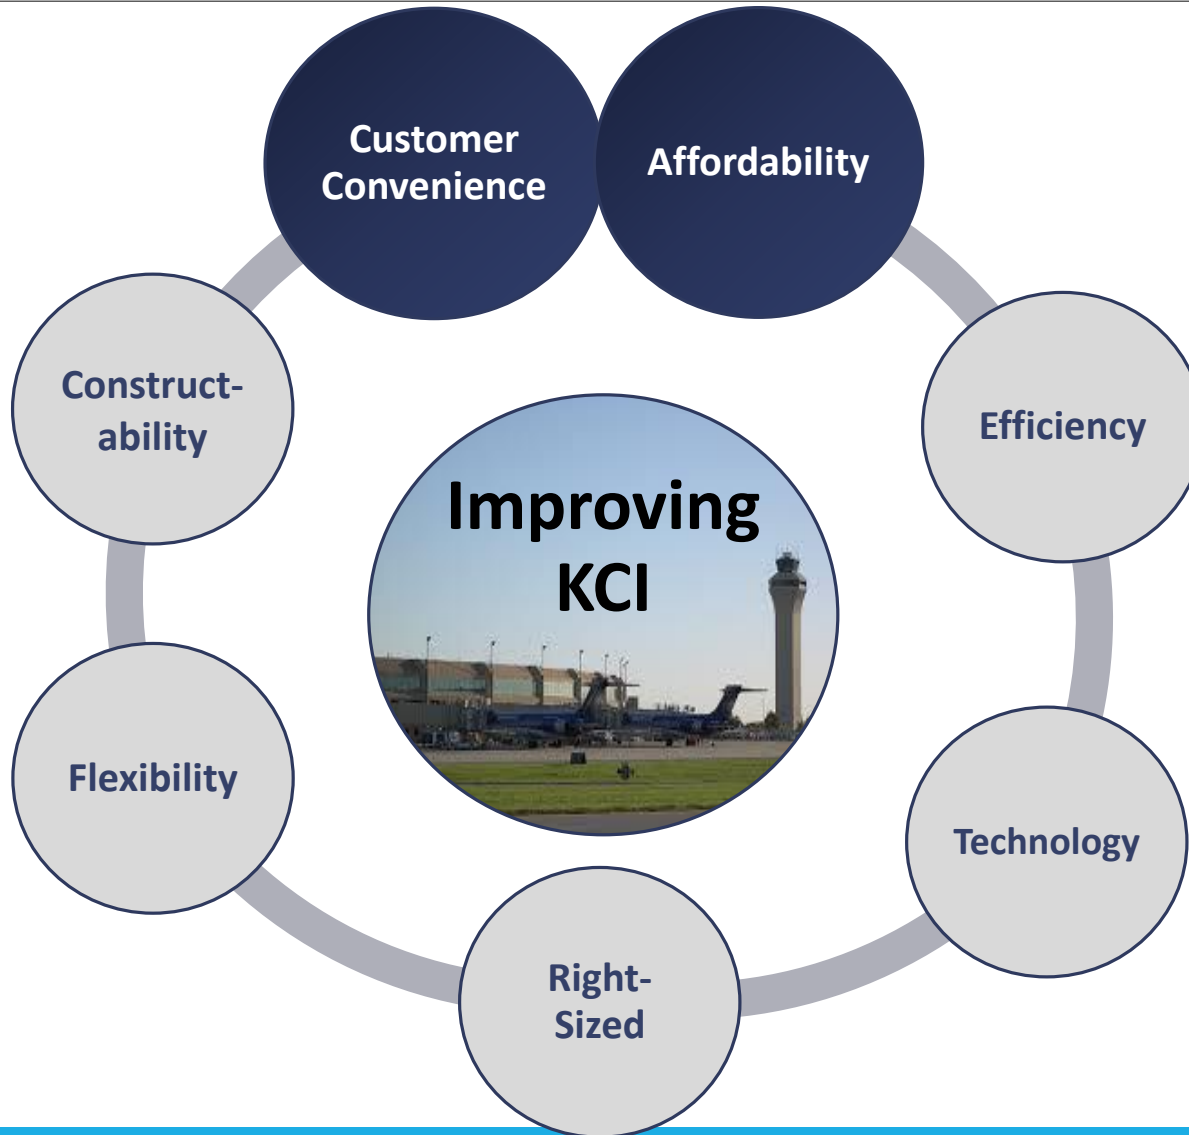 Customer
Convenience
Affordability
Efficiency
Technology
Right-
Sized
Flexibility
Construct-
ability
Improving
KCI